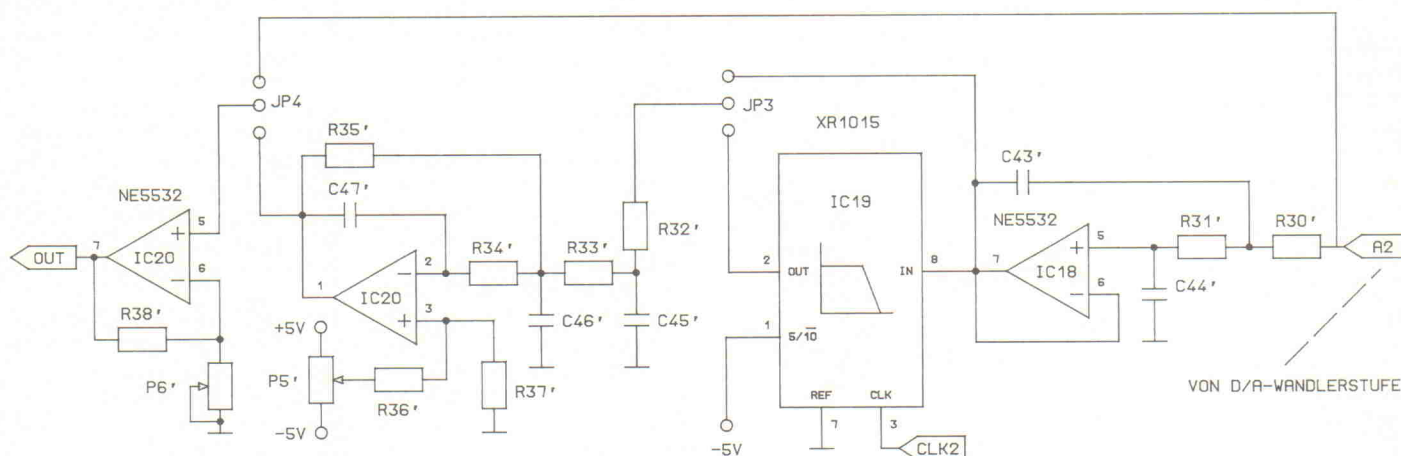 JP4
JP3
XR1015
R35'
C43'
NE5532
C47'
IC19
NE5532
R32'
R31'
R30'
5
+
R34'
R33'
5
+
A2
OUT
7
IC20
−
6
−
2
2
OUT
IN
8
7
IC18
−
6
1
IC20
+
3
C44'
R38'
+5V
C46'
C45'
1
5/10
P6'
P5'
R36'
R37'
VON D/A-WANDLERSTUFE
REF
CLK
-5V
-5V
7
3
CLK2